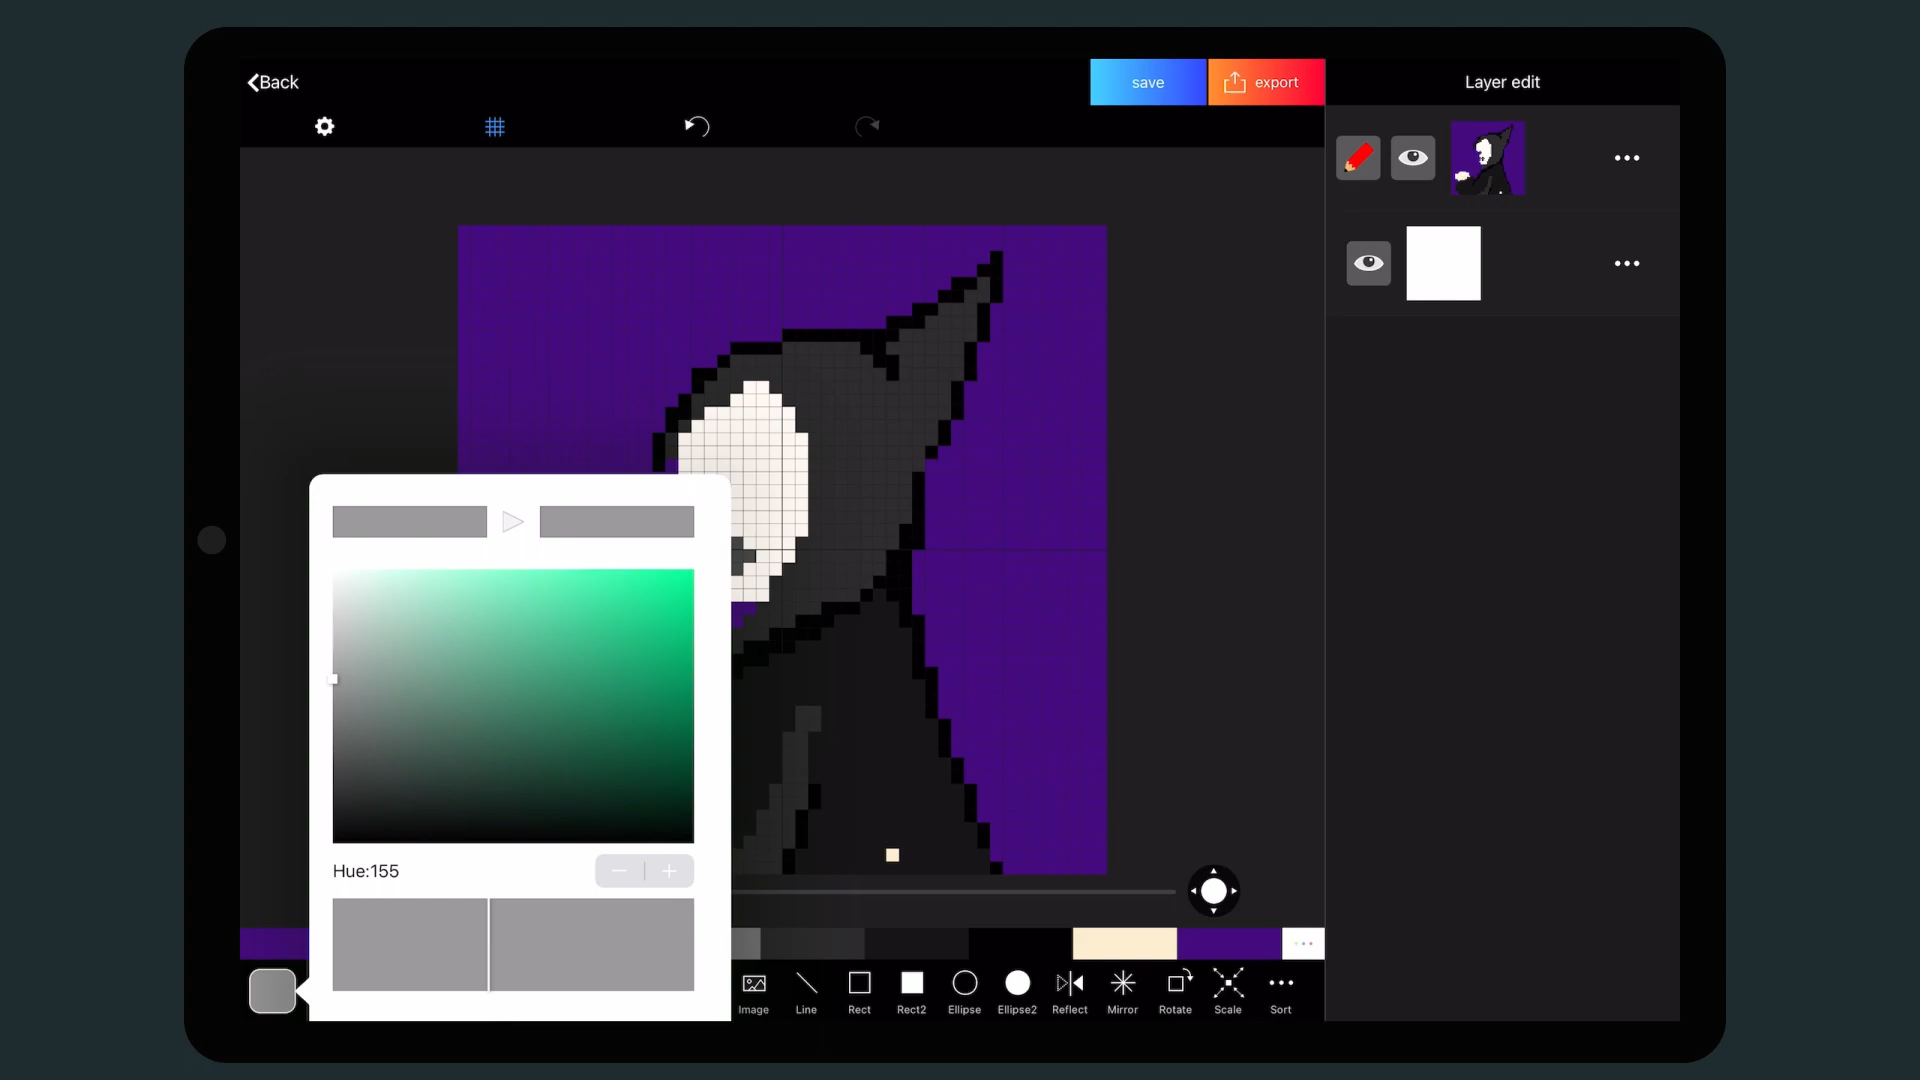 Back
save
export
Layer edit
Hue:155
Image
Line
Rect
Rect2
Ellipse
Ellipse2
Reflect
Mirror
Rotate
Scale
Sort